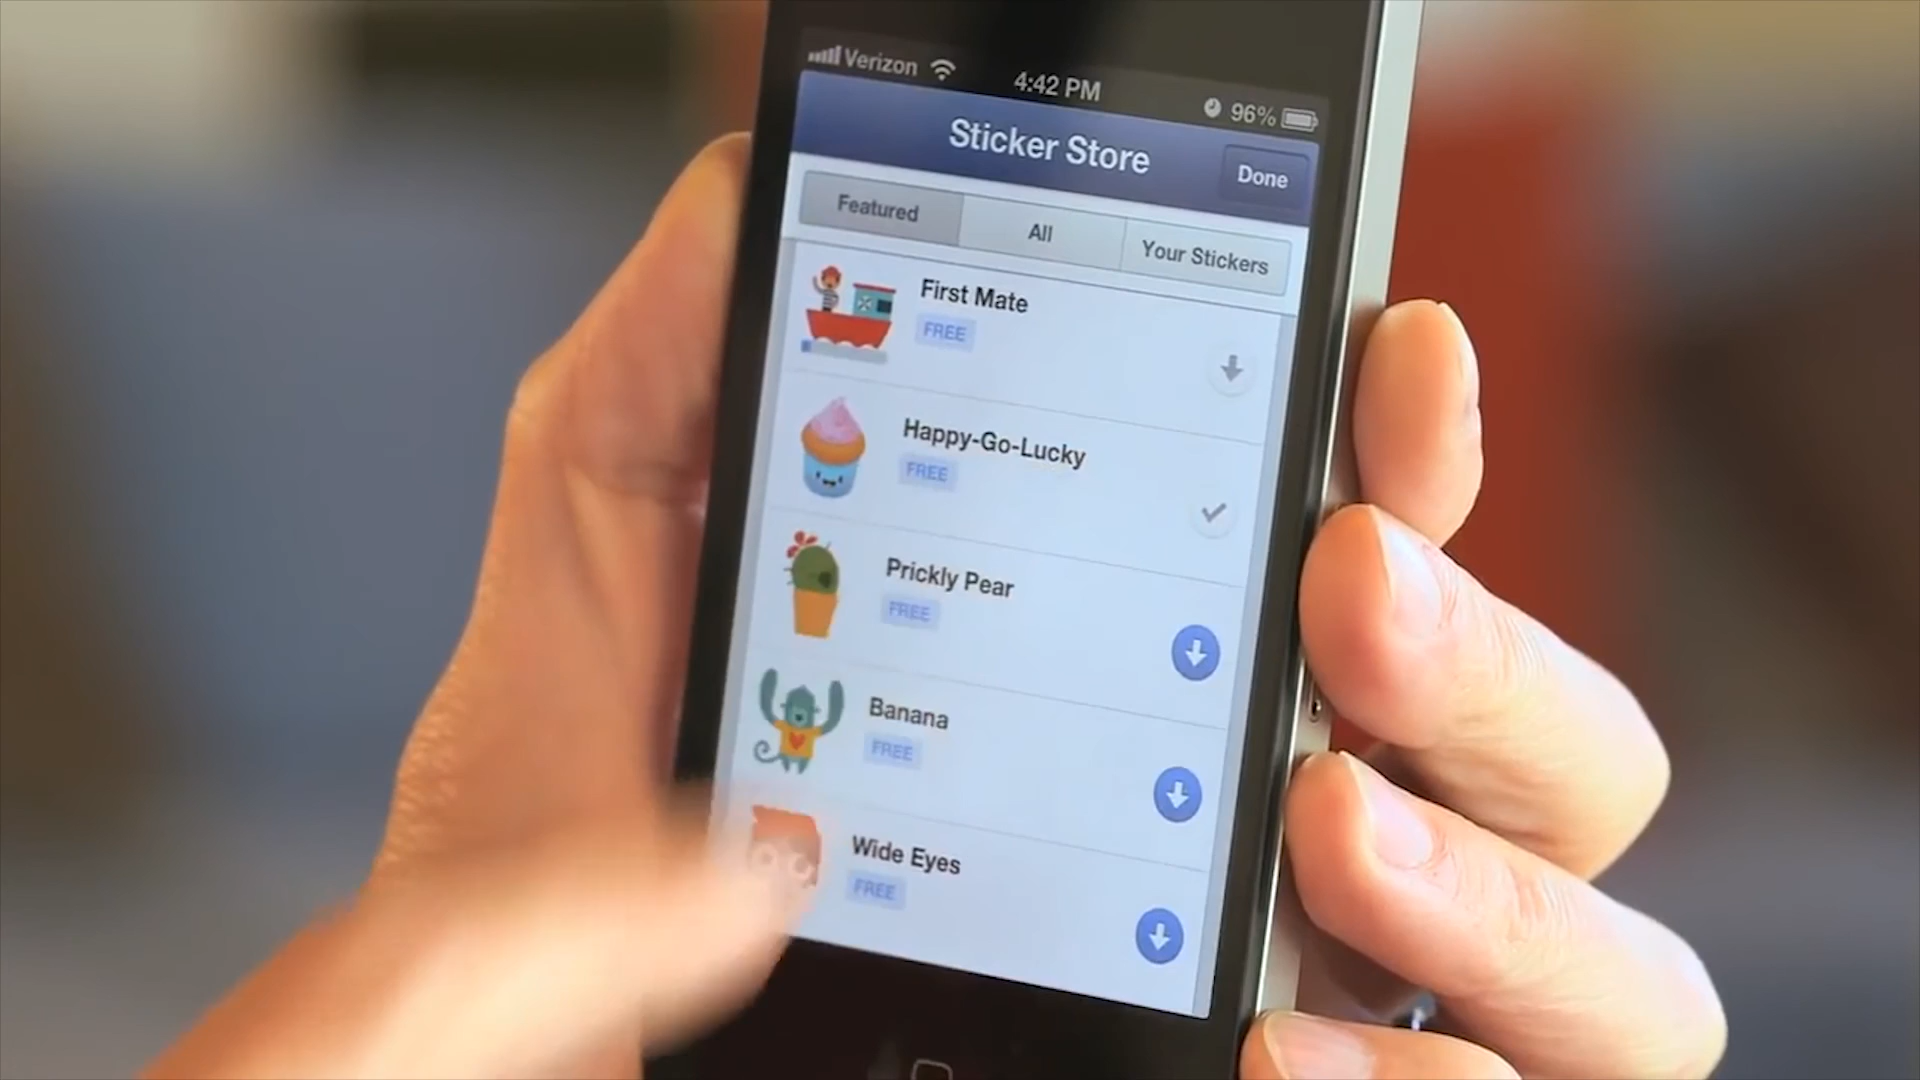 Verizon 4:42 PM 96%
Sticker Store
Done
Featured
All
Your Stickers
First Mate
FREE
Happy-Go-Lucky
FREE
Prickly Pear
FREE
Banana
FREE
Wide Eyes
FREE